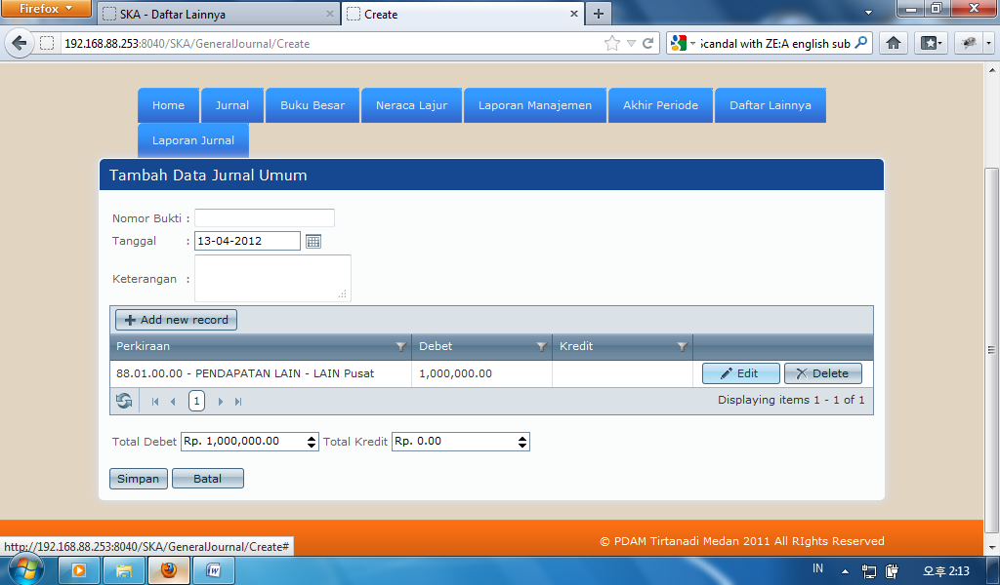 Firefox
SKA - Daftar Lainnya
Create
192.168.88.253:8040/SKA/GeneralJournal/Create
scandal with ZE:A english sub
Home
Jurnal
Buku Besar
Neraca Lajur
Laporan Manajemen
Akhir Periode
Daftar Lainnya
Laporan Jurnal
Tambah Data Jurnal Umum
Nomor Bukti :
Tanggal : 13-04-2012
Keterangan :
Add new record
Perkiraan Debet Kredit
88.01.00.00 - PENDAPATAN LAIN - LAIN Pusat 1,000,000.00 Edit Delete
1 Displaying items 1 - 1 of 1
Total Debet Rp. 1,000,000.00 Total Kredit Rp. 0.00
Simpan Batal
© PDAM Tirtanadi Medan 2011 All RIghts Reserved
http://192.168.88.253:8040/SKA/GeneralJournal/Create#
IN
오후 2:13